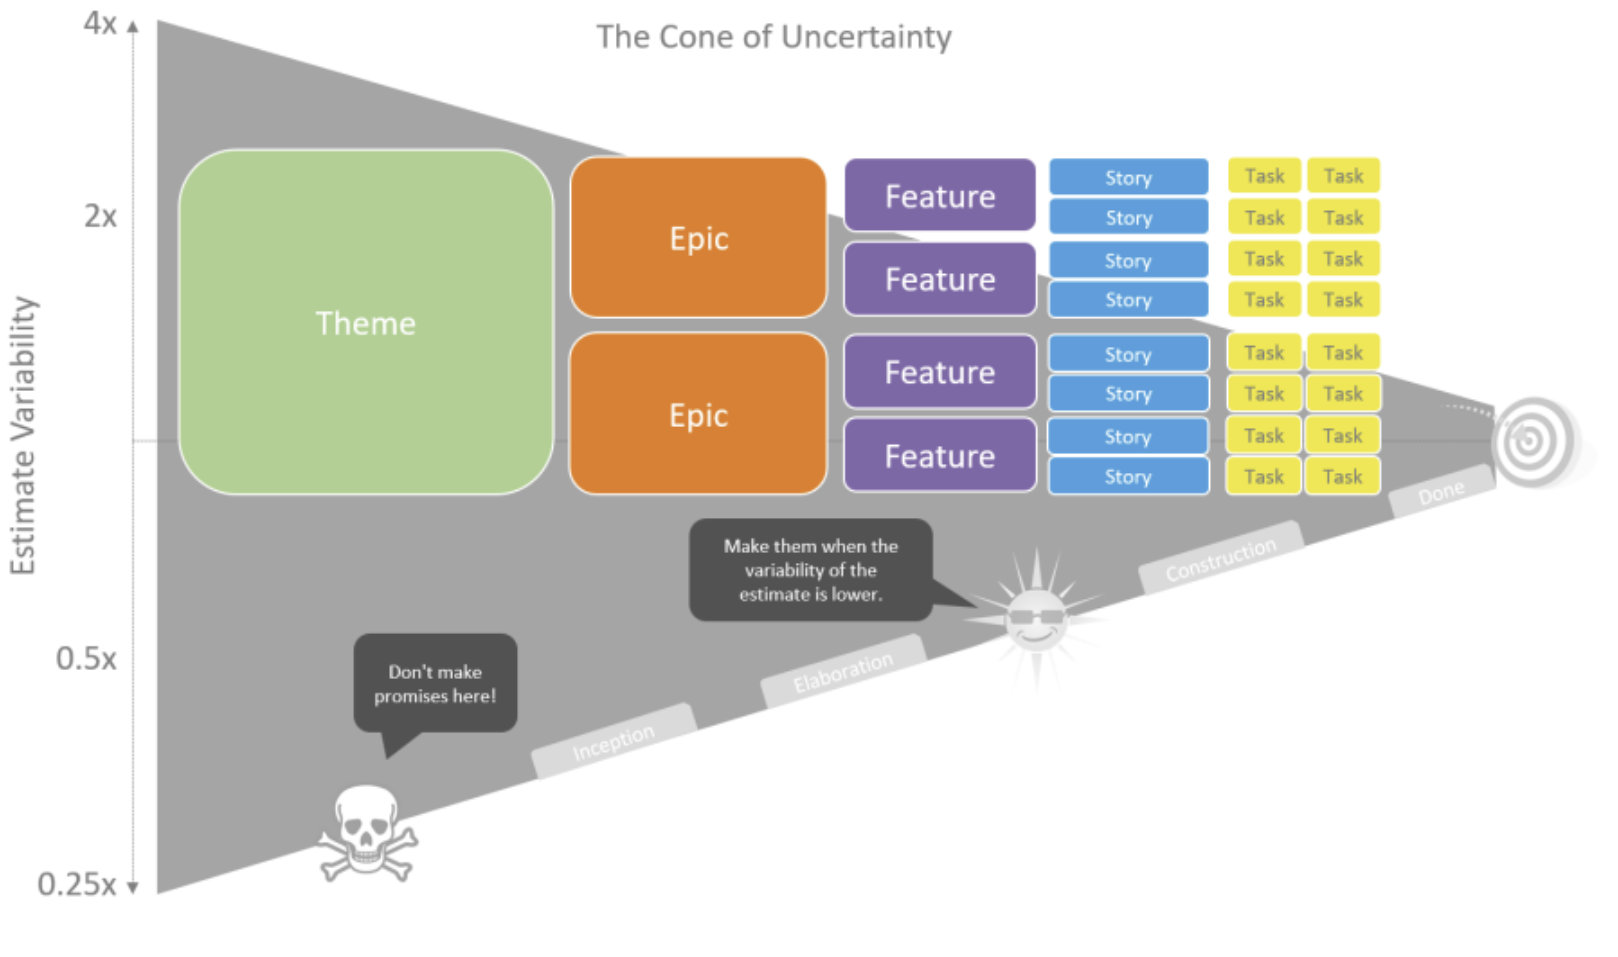 The Cone of Uncertainty
4x
2x
0.5x
0.25x
Estimate Variability
Theme
Epic
Epic
Feature
Feature
Feature
Feature
Story
Story
Story
Story
Story
Story
Story
Story
Task Task
Task Task
Task Task
Task Task
Task Task
Task Task
Task Task
Task Task
Don't make
promises here!
Make them when the
variability of the
estimate is lower.
Inception
Elaboration
Construction
Done